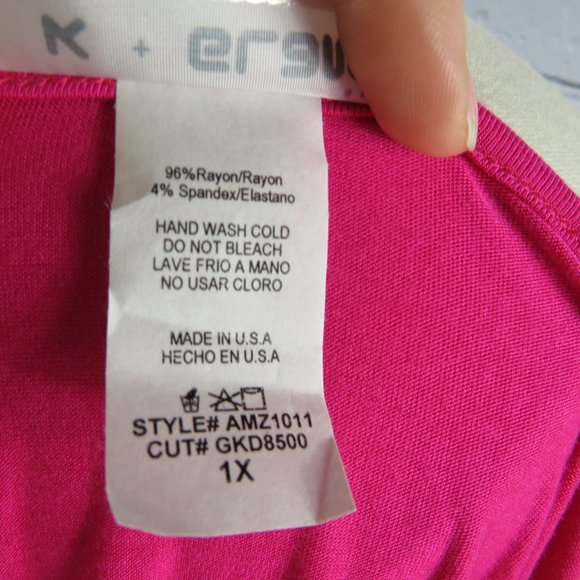 96%Rayon/Rayon
4% Spandex/Elastano
HAND WASH COLD
DO NOT BLEACH
LAVE FRIO A MANO
NO USAR CLORO
MADE IN U.S.A
HECHO EN U.S.A
STYLE# AMZ1011
CUT# GKD8500
1X